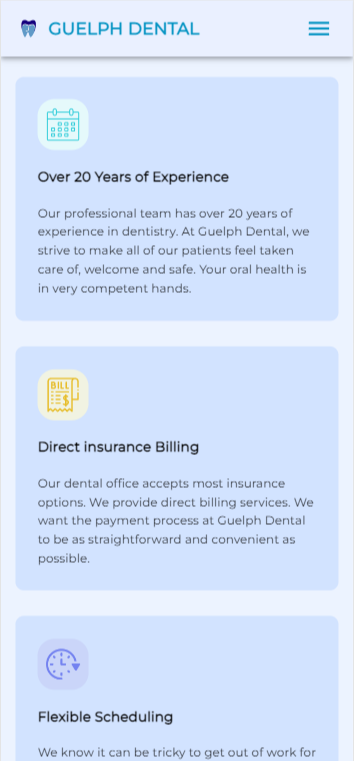 GUELPH DENTAL
Over 20 Years of Experience
Our professional team has over 20 years of
experience in dentistry. At Guelph Dental, we
strive to make all of our patients feel taken
care of, welcome and safe. Your oral health is
in very competent hands.
BILL
$
Direct insurance Billing
Our dental office accepts most insurance
options. We provide direct billing services. We
want the payment process at Guelph Dental
to be as straightforward and convenient as
possible.
Flexible Scheduling
We know it can be tricky to get out of work for